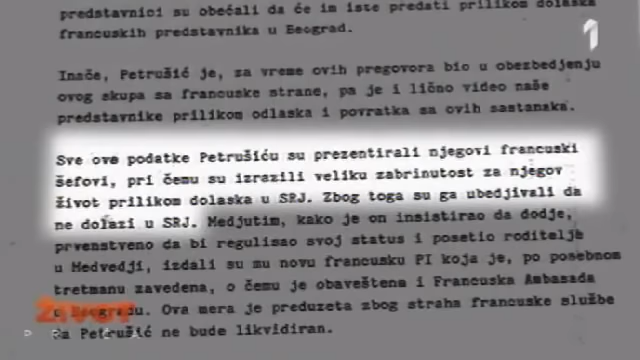 predstavnici su obećali da će im iste predati prilikom dolaska
francuskih predstavnika u Beograd.
Inače, Petrušić je, za vreme ovih pregovora bio u obezbedjenju
ovog skupa sa francuske strane, pa je i lično video naše
predstavnike prilikom odlaska i povratka sa ovih sastanaka.
Sve ove podatke Petrušiću su prezentirali njegovi francuski
šefovi, pri čemu su izrazili veliku zabrinutost za njegov
život prilikom dolaska u SRJ. Zbog toga su ga ubedjivali da
ne dolazi u SRJ. Medjutim, kako je on insistirao da dodje,
prvenstveno da bi regulisao svoj status i posetio roditelje
u Medvedji, izdali su mu novu francusku PI koja je, po posebnom
tretmanu zavedena, o čemu je obaveštena i Francuska Ambasada
u Beogradu. Ova mera je preduzeta zbog straha francuske službe
da Petrušić ne bude likvidiran.
1
ŽIVOT